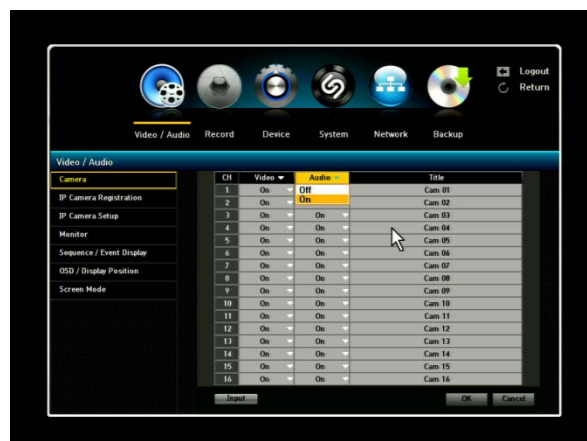 Logout
Return
Video / Audio Record Device System Network Backup
Video / Audio
Camera
IP Camera Registration
IP Camera Setup
Monitor
Sequence / Event Display
OSD / Display Position
Screen Mode
CH Video Audio Title
1 On Off Cam 01
2 On On Cam 02
3 On On Cam 03
4 On On Cam 04
5 On On Cam 05
6 On On Cam 06
7 On On Cam 07
8 On On Cam 08
9 On On Cam 09
10 On On Cam 10
11 On On Cam 11
12 On On Cam 12
13 On On Cam 13
14 On On Cam 14
15 On On Cam 15
16 On On Cam 16
Input OK Cancel